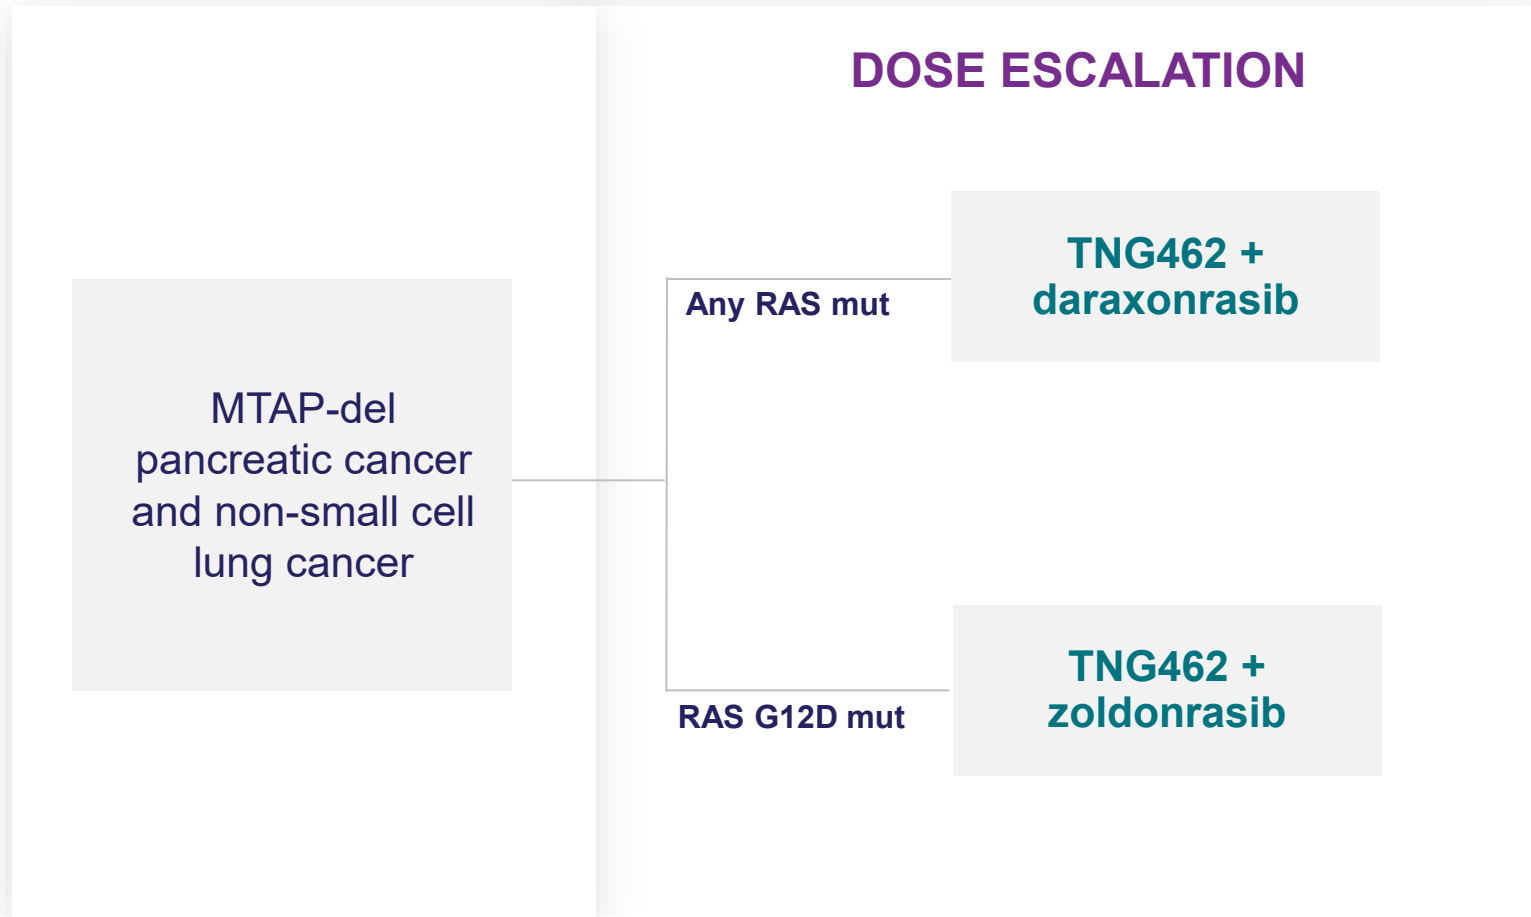 DOSE ESCALATION
MTAP-del
pancreatic cancer
and non-small cell
lung cancer
Any RAS mut
TNG462 +
daraxonrasib
RAS G12D mut
TNG462 +
zoldonrasib